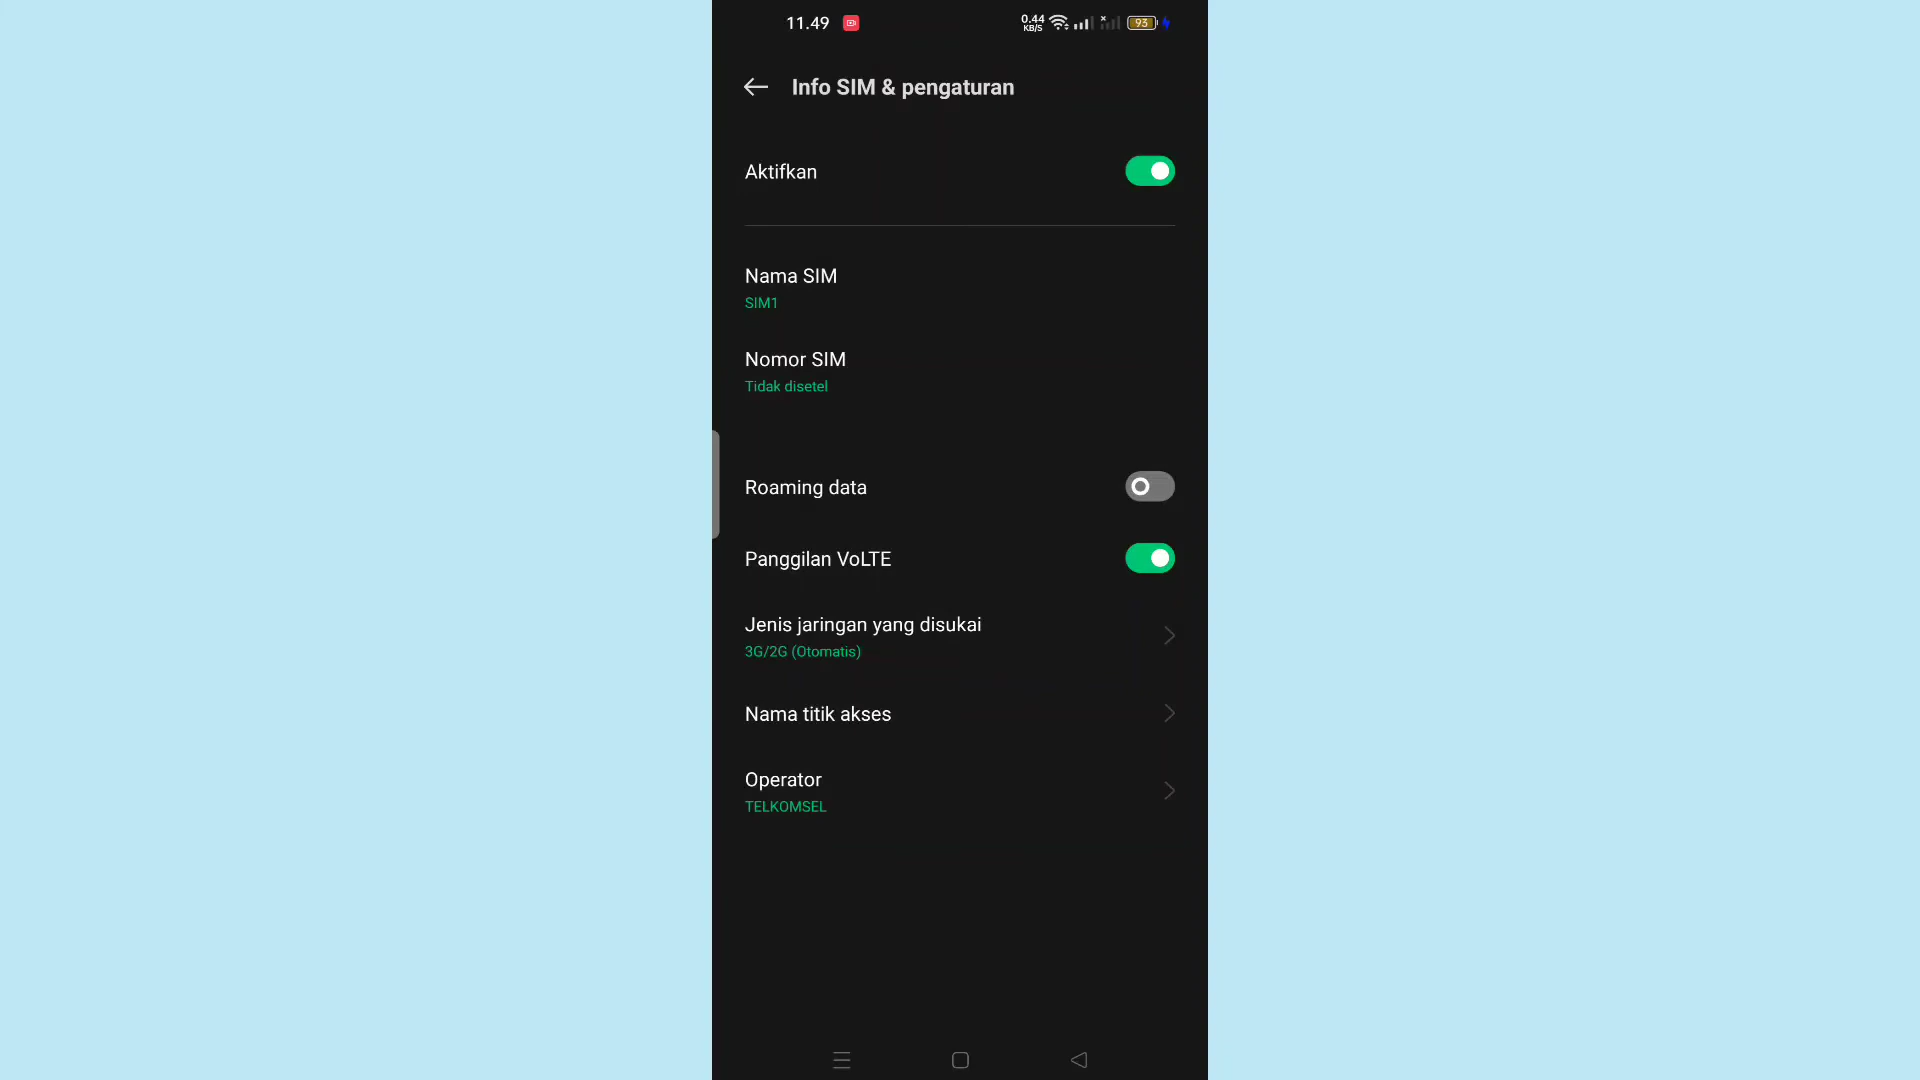 11.49
0.44
KB/S
93
Info SIM & pengaturan
Aktifkan
Nama SIM
SIM1
Nomor SIM
Tidak disetel
Roaming data
Panggilan VoLTE
Jenis jaringan yang disukai
3G/2G (Otomatis)
Nama titik akses
Operator
TELKOMSEL